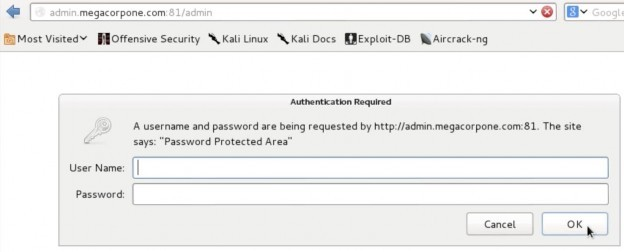 admin.megacorpone.com:81/admin
Google
Most Visited Offensive Security Kali Linux Kali Docs Exploit-DB Aircrack-ng
Authentication Required
A username and password are being requested by http://admin.megacorpone.com:81. The site
says: "Password Protected Area"
User Name:
Password:
Cancel OK